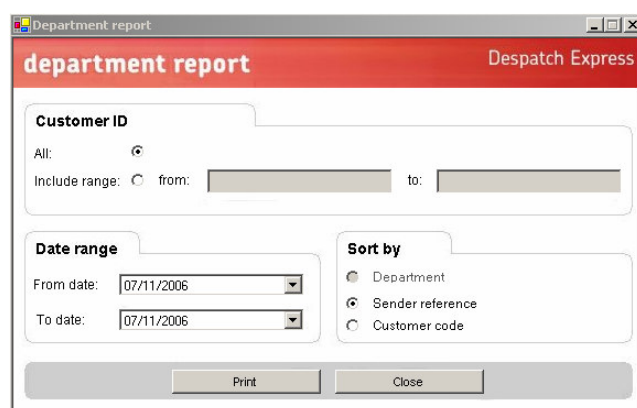 Department report
department report Despatch Express
Customer ID
All:
Include range: from: to:
Date range
From date: 07/11/2006
To date: 07/11/2006
Sort by
Department
Sender reference
Customer code
Print Close